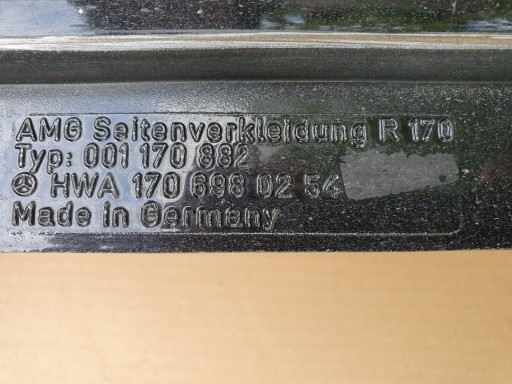 AMG Seitenverkleidung R 170
Typ: 001 170 882
HWA 170 698 02 54
Made in Germany